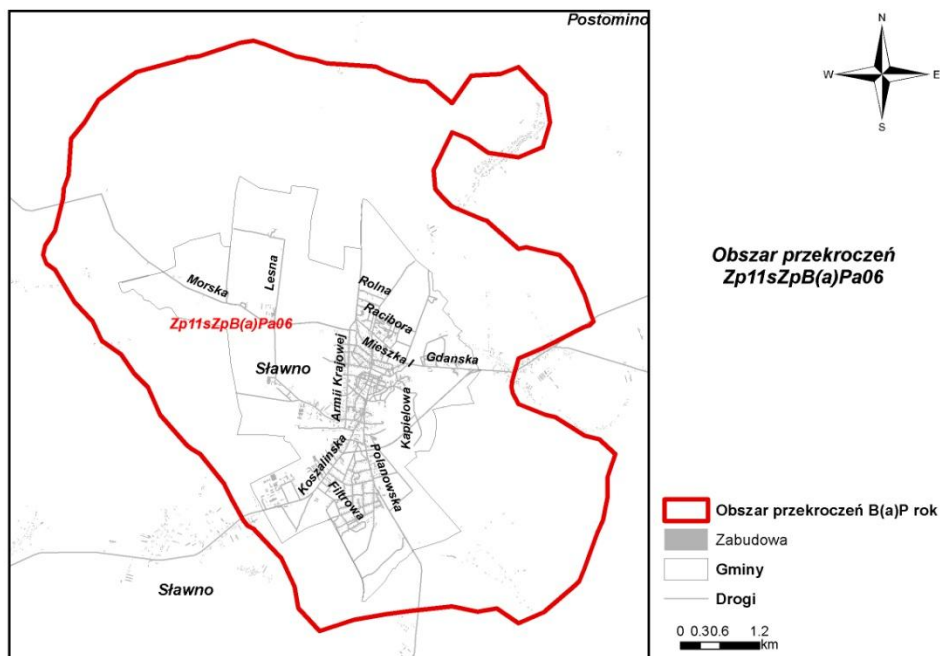 Postomino
N
W E
S
Obszar przekroczeń
Zp11sZpB(a)Pa06
Morska
Lesna
Rolna
Racibora
Zp11sZpB(a)Pa06
Mieszka I
Gdanska
Sławno
Armii Krajowej
Kapielowa
Koszalinska
Polanowska
Filtrowa
Sławno
Obszar przekroczeń B(a)P rok
Zabudowa
Gminy
Drogi
0 0.30.6 1.2
km